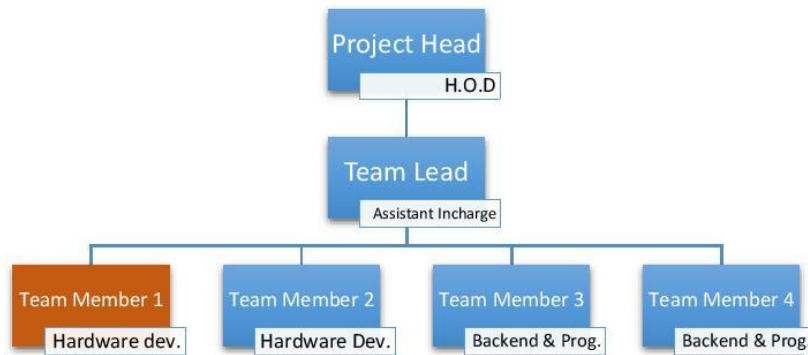 Project Head
H.O.D
Team Lead
Assistant Incharge
Team Member 1
Hardware dev.
Team Member 2
Hardware Dev.
Team Member 3
Backend & Prog.
Team Member 4
Backend & Prog